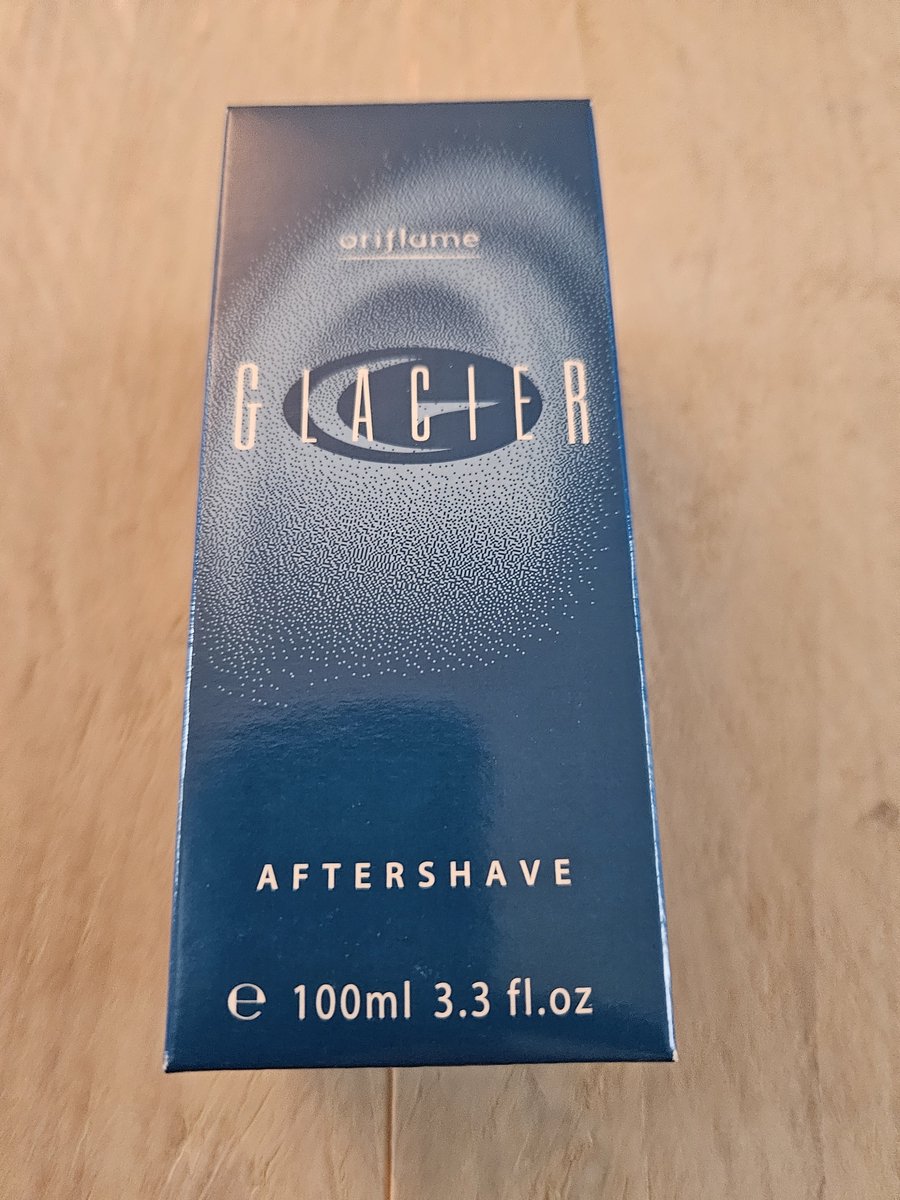 oriflame
GLACIER
AFTERSHAVE
℮ 100ml 3.3 fl.oz